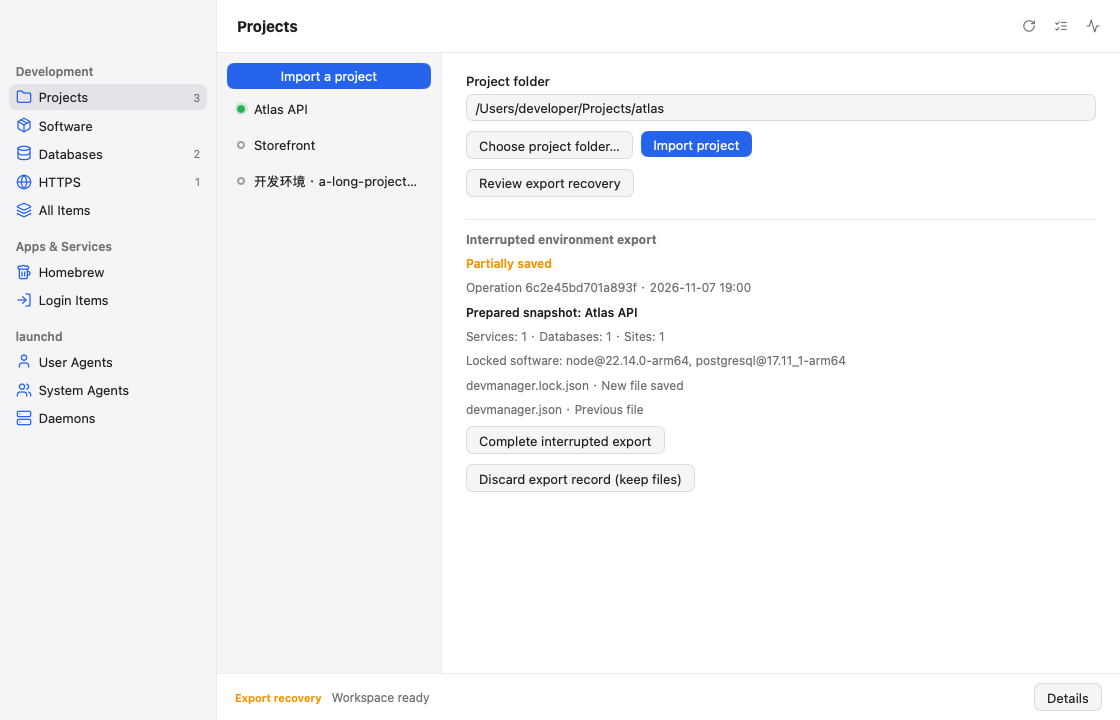 Projects
Development
Projects 3
Software
Databases 2
HTTPS 1
All Items
Apps & Services
Homebrew
Login Items
launchd
User Agents
System Agents
Daemons
Import a project
Atlas API
Storefront
开发环境 · a-long-project...
Project folder
/Users/developer/Projects/atlas
Choose project folder... Import project
Review export recovery
Interrupted environment export
Partially saved
Operation 6c2e45bd701a893f · 2026-11-07 19:00
Prepared snapshot: Atlas API
Services: 1 · Databases: 1 · Sites: 1
Locked software: node@22.14.0-arm64, postgresql@17.11_1-arm64
devmanager.lock.json · New file saved
devmanager.json · Previous file
Complete interrupted export
Discard export record (keep files)
Export recovery Workspace ready Details